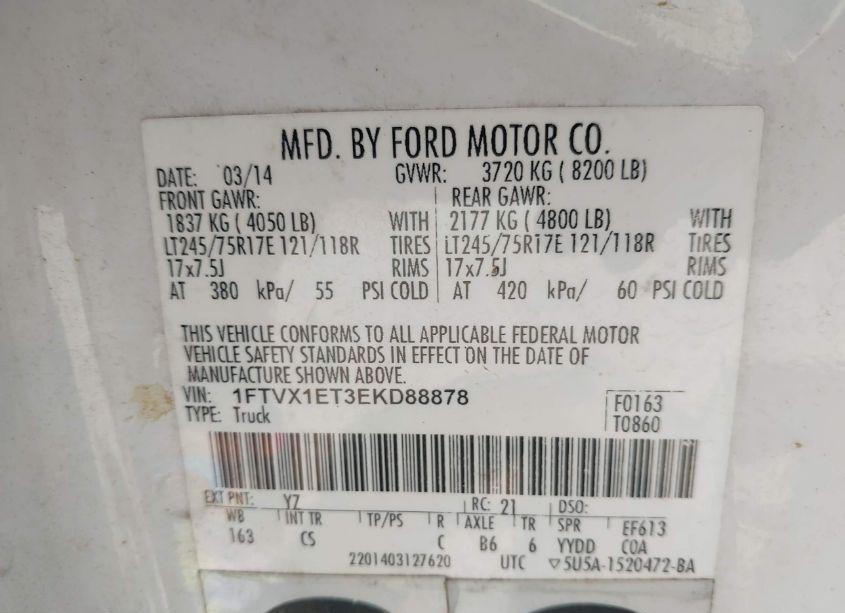 MFD. BY FORD MOTOR CO.
DATE: 03/14 GVWR: 3720 KG ( 8200 LB)
FRONT GAWR: REAR GAWR:
1837 KG ( 4050 LB) WITH 2177 KG ( 4800 LB) WITH
LT245/75R17E 121/118R TIRES LT245/75R17E 121/118R TIRES
17x7.5J RIMS 17x7.5J RIMS
AT 380 kPa/ 55 PSI COLD AT 420 kPa/ 60 PSI COLD
THIS VEHICLE CONFORMS TO ALL APPLICABLE FEDERAL MOTOR
VEHICLE SAFETY STANDARDS IN EFFECT ON THE DATE OF
MANUFACTURE SHOWN ABOVE.
VIN: 1FTVX1ET3EKD88878 F0163
TYPE: Truck T0860
EXT PNT: YZ RC: 21 DSO:
WB INT TR TP/PS R AXLE TR SPR EF613
163 CS C B6 6 YYDD COA
2201403127620 UTC ▽5U5A-1520472-BA